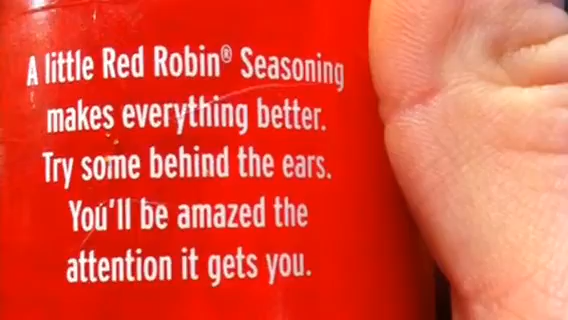 A little Red Robin® Seasoning
makes everything better.
Try some behind the ears.
You'll be amazed the
attention it gets you.